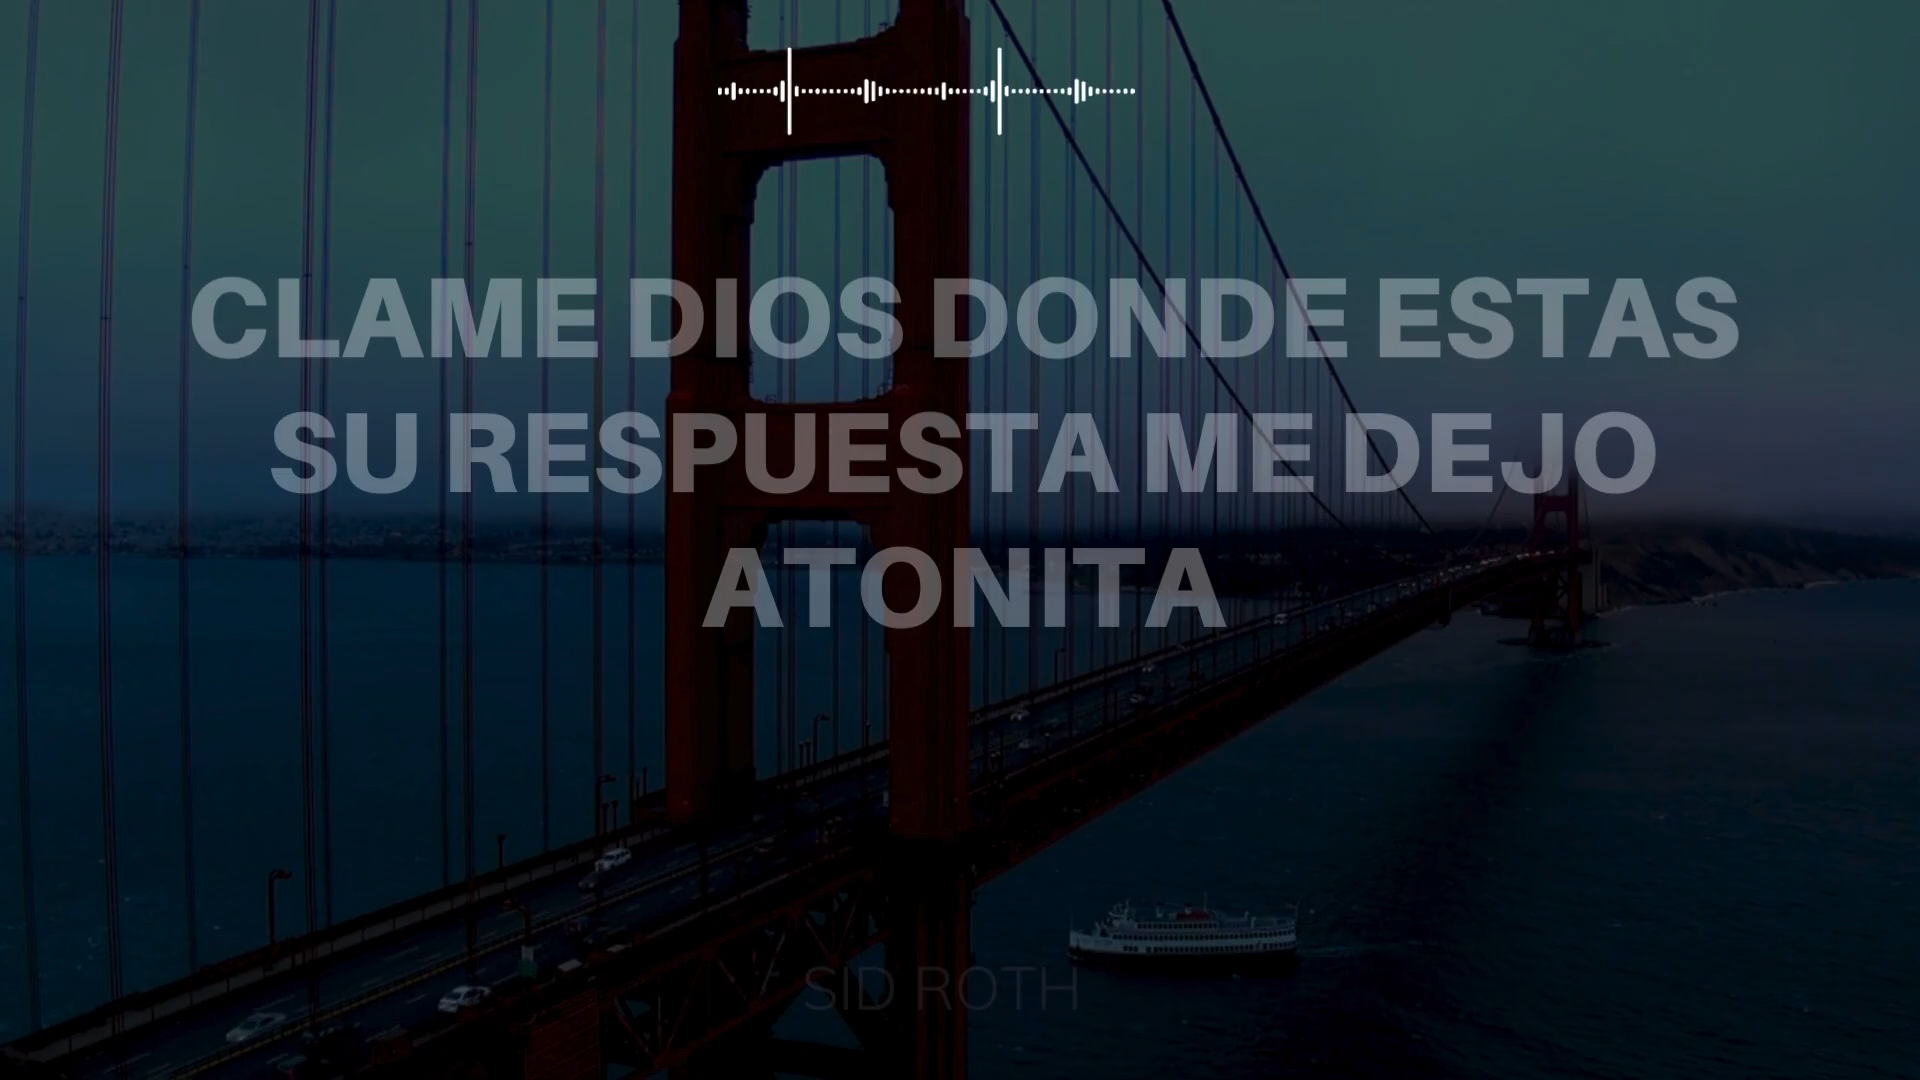 CLAME DIOS DONDE ESTAS
SU RESPUESTA ME DEJO
ATONITA
SID ROTH